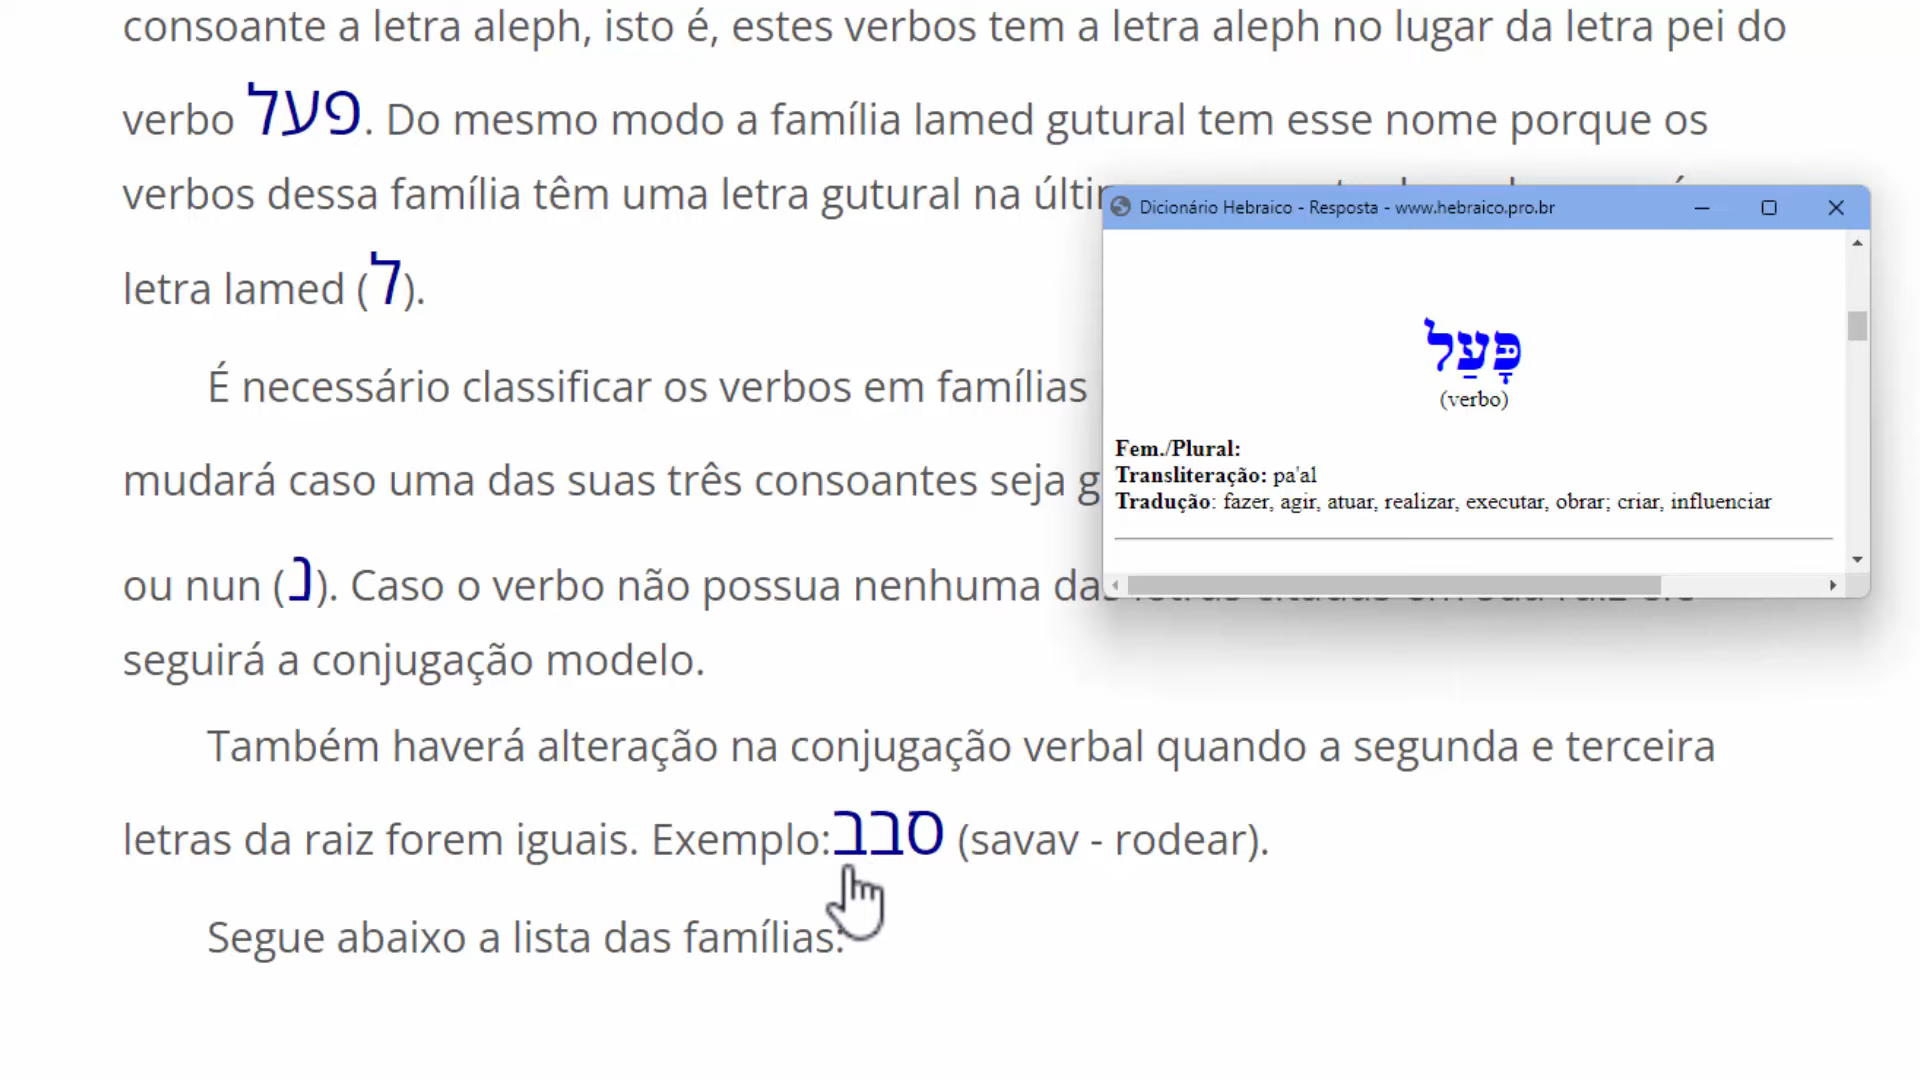 consoante a letra aleph, isto é, estes verbos tem a letra aleph no lugar da letra pei do
verbo פעל. Do mesmo modo a família lamed gutural tem esse nome porque os
verbos dessa família têm uma letra gutural na
letra lamed (ל).
É necessário classificar os verbos em famílias
mudará caso uma das suas três consoantes seja
ou nun (נ). Caso o verbo não possua nenhuma
seguirá a conjugação modelo.
Também haverá alteração na conjugação verbal quando a segunda e terceira
letras da raiz forem iguais. Exemplo:סבב (savav - rodear).
Segue abaixo a lista das famílias:
Dicionário Hebraico - Resposta - www.hebraico.pro.br
פָּעַל
(verbo)
Fem./Plural:
Transliteração: pa'al
Tradução: fazer, agir, atuar, realizar, executar, obrar; criar, influenciar